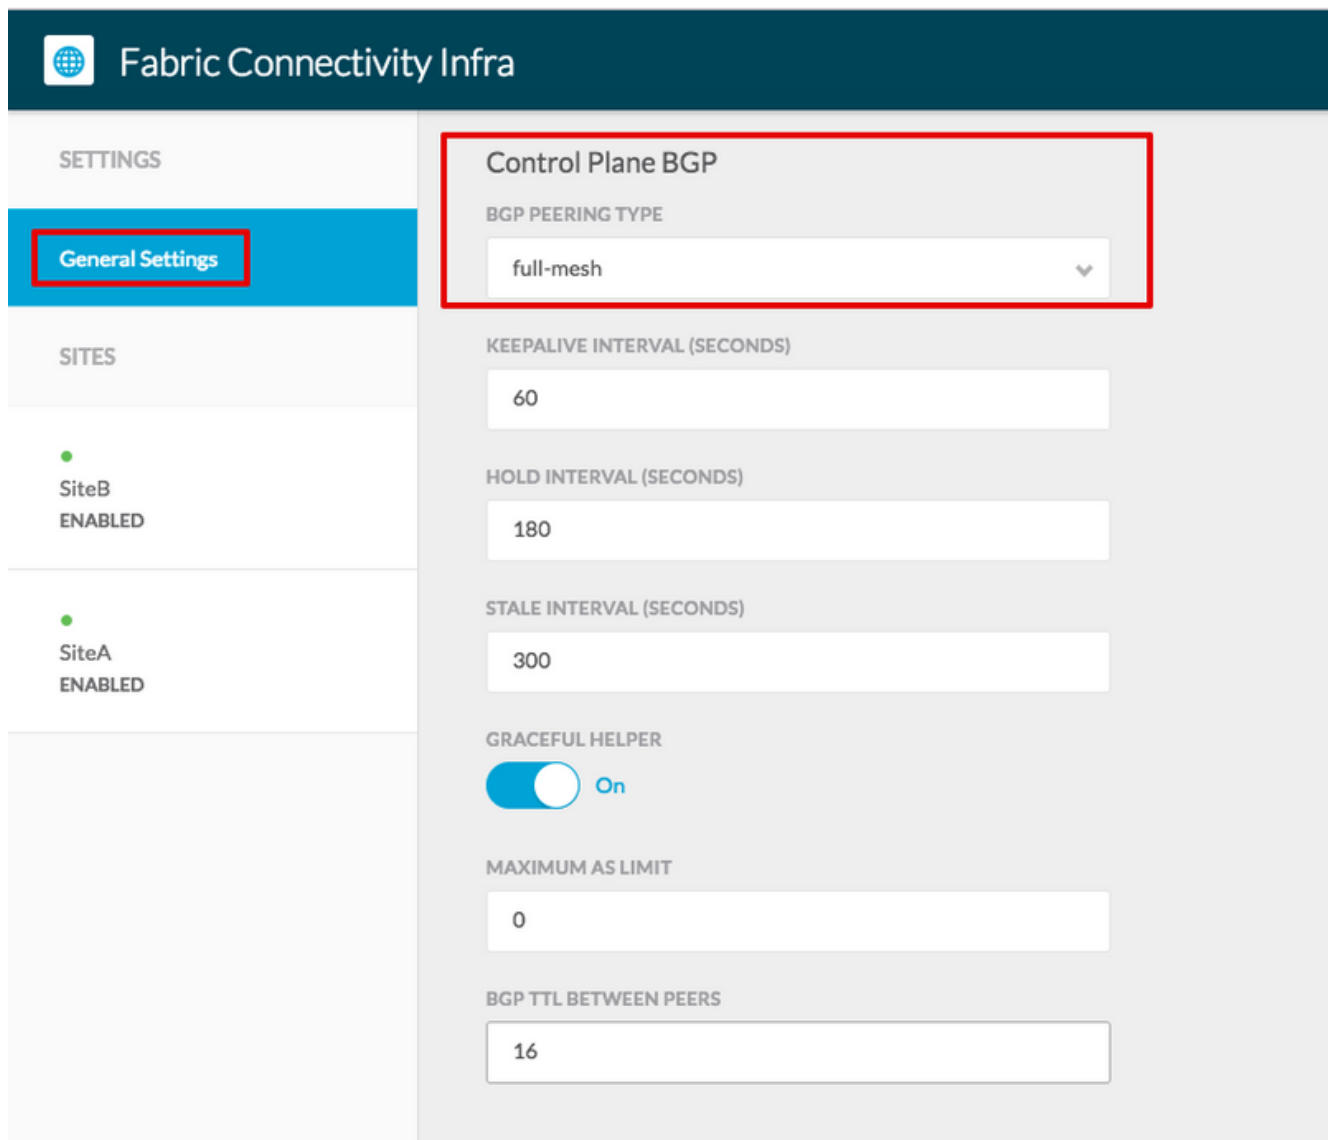 Fabric Connectivity Infra
SETTINGS
General Settings
SITES
SiteB
ENABLED
SiteA
ENABLED
Control Plane BGP
BGP PEERING TYPE
full-mesh
KEEPALIVE INTERVAL (SECONDS)
60
HOLD INTERVAL (SECONDS)
180
STALE INTERVAL (SECONDS)
300
GRACEFUL HELPER
On
MAXIMUM AS LIMIT
0
BGP TTL BETWEEN PEERS
16